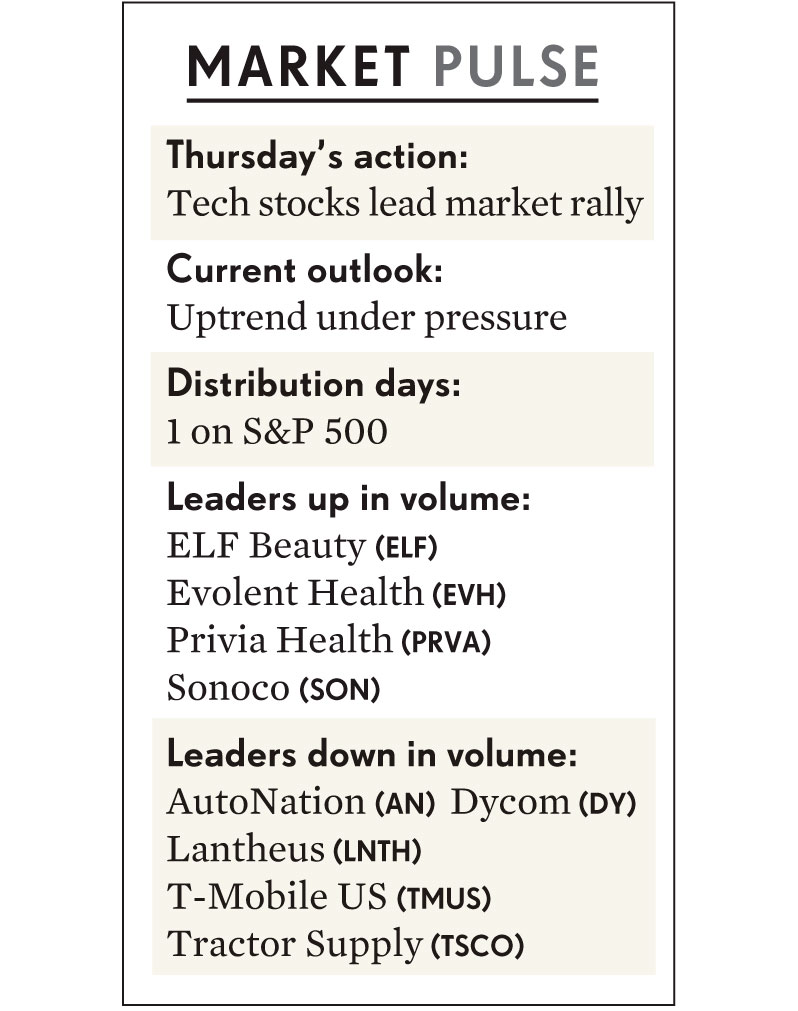 MARKET PULSE
Thursday’s action:
Tech stocks lead market rally
Current outlook:
Uptrend under pressure
Distribution days:
1 on S&P 500
Leaders up in volume:
ELF Beauty (ELF)
Evolent Health (EVH)
Privia Health (PRVA)
Sonoco (SON)
Leaders down in volume:
AutoNation (AN) Dycom (DY)
Lantheus (LNTH)
T-Mobile US (TMUS)
Tractor Supply (TSCO)